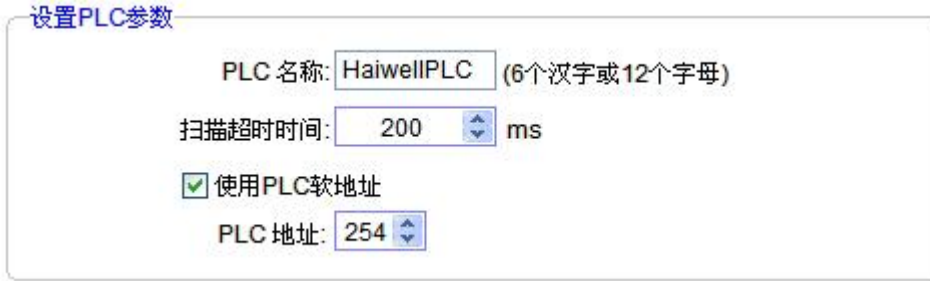 设置PLC参数
PLC 名称: HaiwellPLC (6个汉字或12个字母)
扫描超时时间: 200 ms
使用PLC软地址
PLC 地址: 254